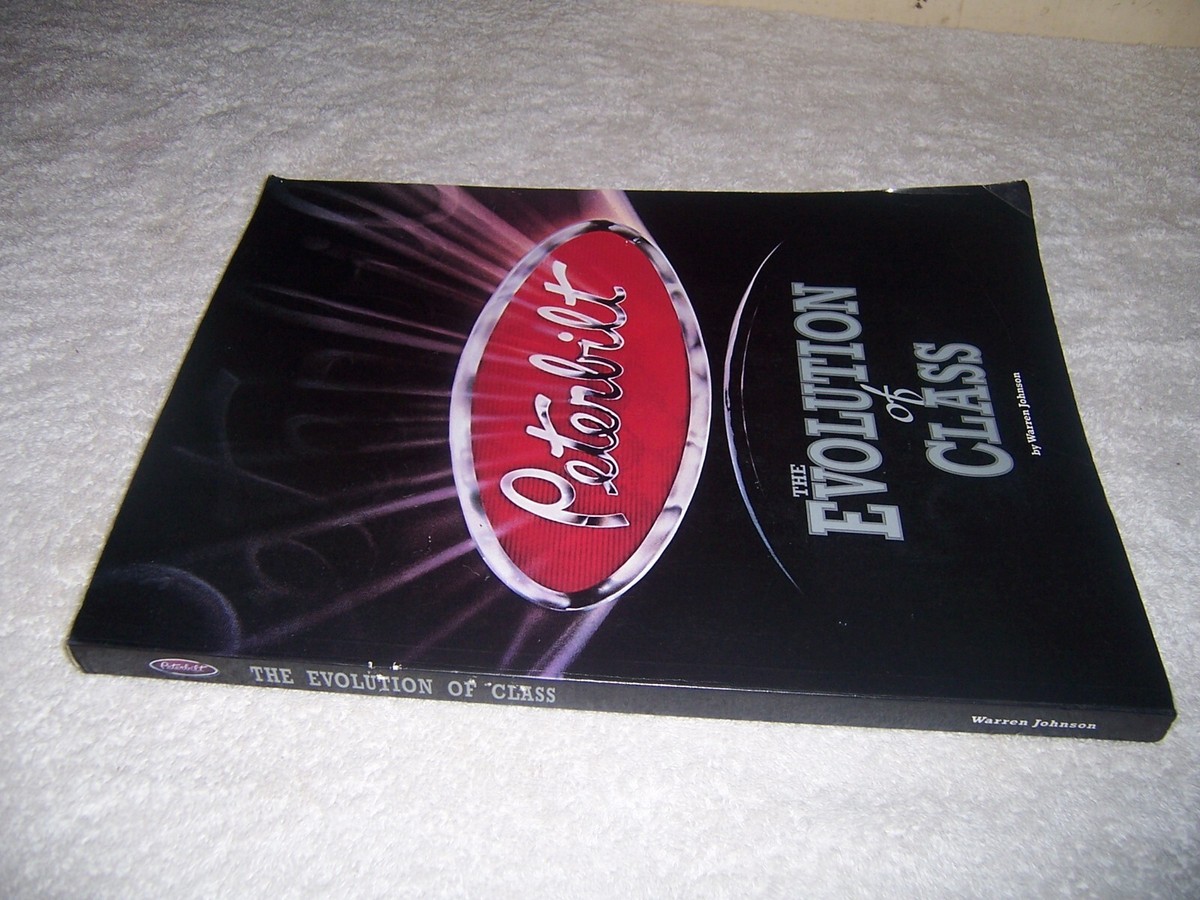 Peterbilt
THE
EVOLUTION
of
CLASS
by Warren Johnson
Peterbilt
THE EVOLUTION OF CLASS
Warren Johnson